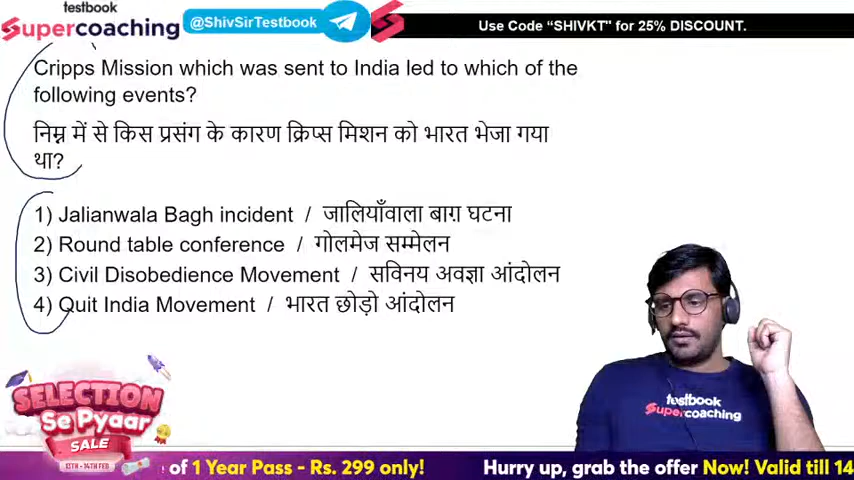 testbook
Supercoaching
@ShivSirTestbook
Use Code “SHIVKT" for 25% DISCOUNT.
Cripps Mission which was sent to India led to which of the
following events?
निम्न में से किस प्रसंग के कारण क्रिप्स मिशन को भारत भेजा गया
था?
1) Jalianwala Bagh incident / जालियाँवाला बाग़ घटना
2) Round table conference / गोलमेज सम्मेलन
3) Civil Disobedience Movement / सविनय अवज्ञा आंदोलन
4) Quit India Movement / भारत छोड़ो आंदोलन
testbook
Supercoaching
SELECTION
Se Pyaar
SALE
12TH - 14TH FEB
of 1 Year Pass - Rs. 299 only! Hurry up, grab the offer Now! Valid till 14